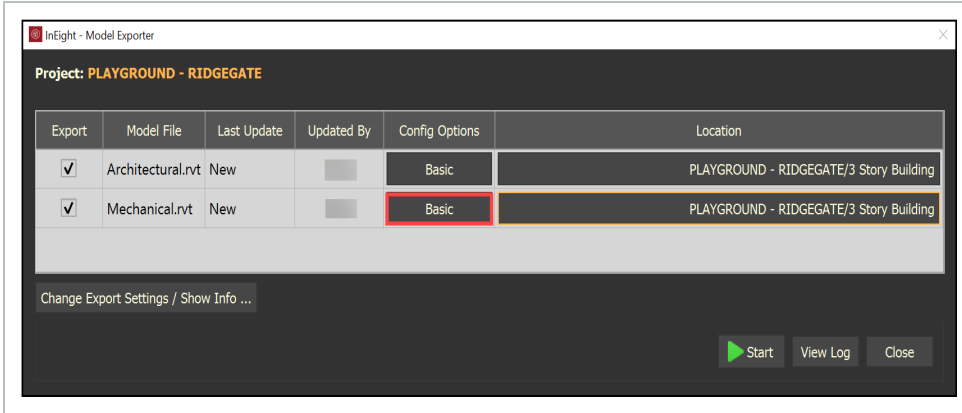 InEight - Model Exporter
Project: PLAYGROUND - RIDGEGATE
Export Model File Last Update Updated By Config Options Location
Architectural.rvt New Basic PLAYGROUND - RIDGEGATE/3 Story Building
Mechanical.rvt New Basic PLAYGROUND - RIDGEGATE/3 Story Building
Change Export Settings / Show Info ...
Start View Log Close